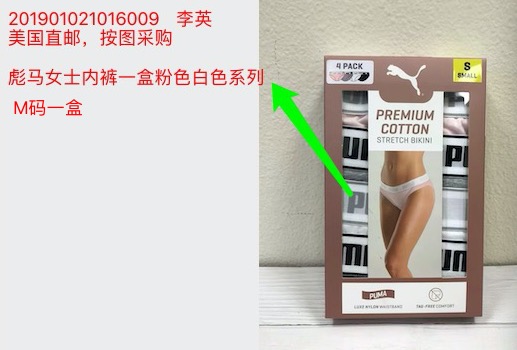 201901021016009 李英
美国直邮，按图采购
彪马女士内裤一盒粉色白色系列
M码一盒
4 PACK
S
SMALL
PREMIUM
COTTON
STRETCH BIKINI
PUMA
LUXE NYLON WAISTBAND
TAG-FREE COMFORT